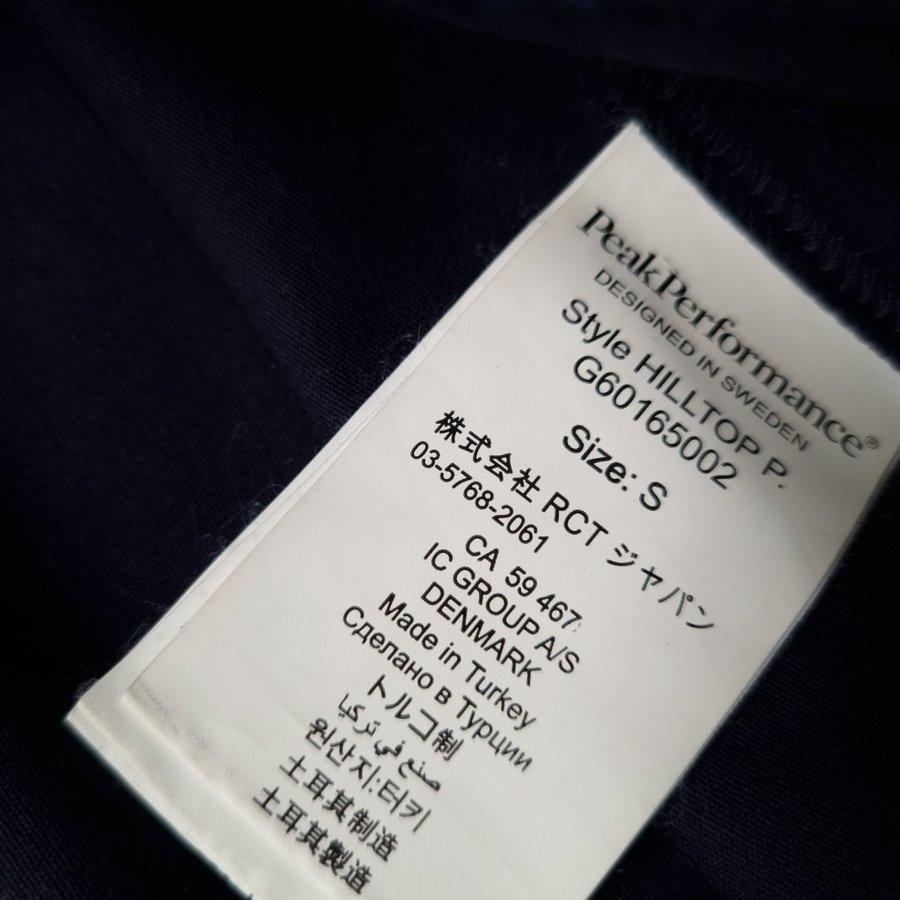 PeakPerformance®
DESIGNED IN SWEDEN
Style HILLTOP P.
G60165002
Size: S
株式会社 RCT ジャパン
03-5768-2061
CA 59 467
IC GROUP A/S
DENMARK
Made in Turkey
Сделано в Турции
トルコ制
صنع في تركيا
원산지:터키
土耳其制造
土耳其製造